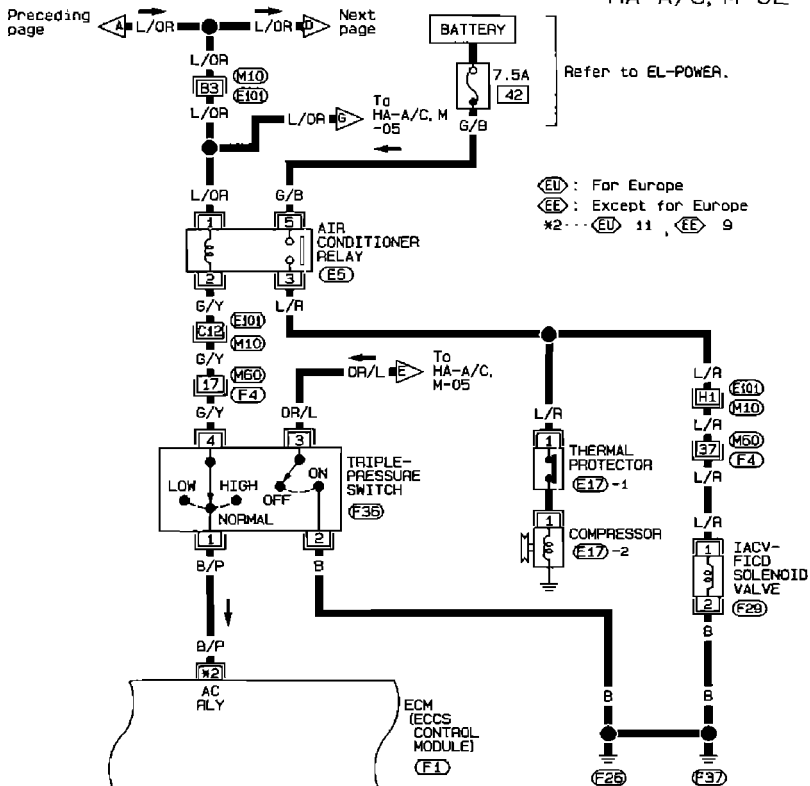 HA-A/C, M-02
Preceding page
A
L/OR
L/OR
D
Next page
BATTERY
L/OR
B3
M10
E101
7.5A
42
Refer to EL-POWER.
L/OR
L/OR
G
To
HA-A/C, M
-05
G/B
L/OR
G/B
EU : For Europe
EE : Except for Europe
*2··· EU 11 , EE 9
1
5
AIR
CONDITIONER
RELAY
E5
2
3
G/Y
L/R
C12
E101
M10
G/Y
17
M60
F4
OR/L
E
To
HA-A/C,
M-05
L/R
H1
E101
M10
G/Y
OR/L
L/R
L/R
37
M60
F4
4
3
1
THERMAL
PROTECTOR
E17 -1
L/R
LOW
HIGH
NORMAL
OFF
ON
TRIPLE-
PRESSURE
SWITCH
F36
L/R
1
2
1
COMPRESSOR
E17 -2
1
IACV-
FICD
SOLENOID
VALVE
F29
2
B/P
B
B
B/P
*2
AC
RLY
ECM
(ECCS
CONTROL
MODULE)
F1
B
B
F26
F37